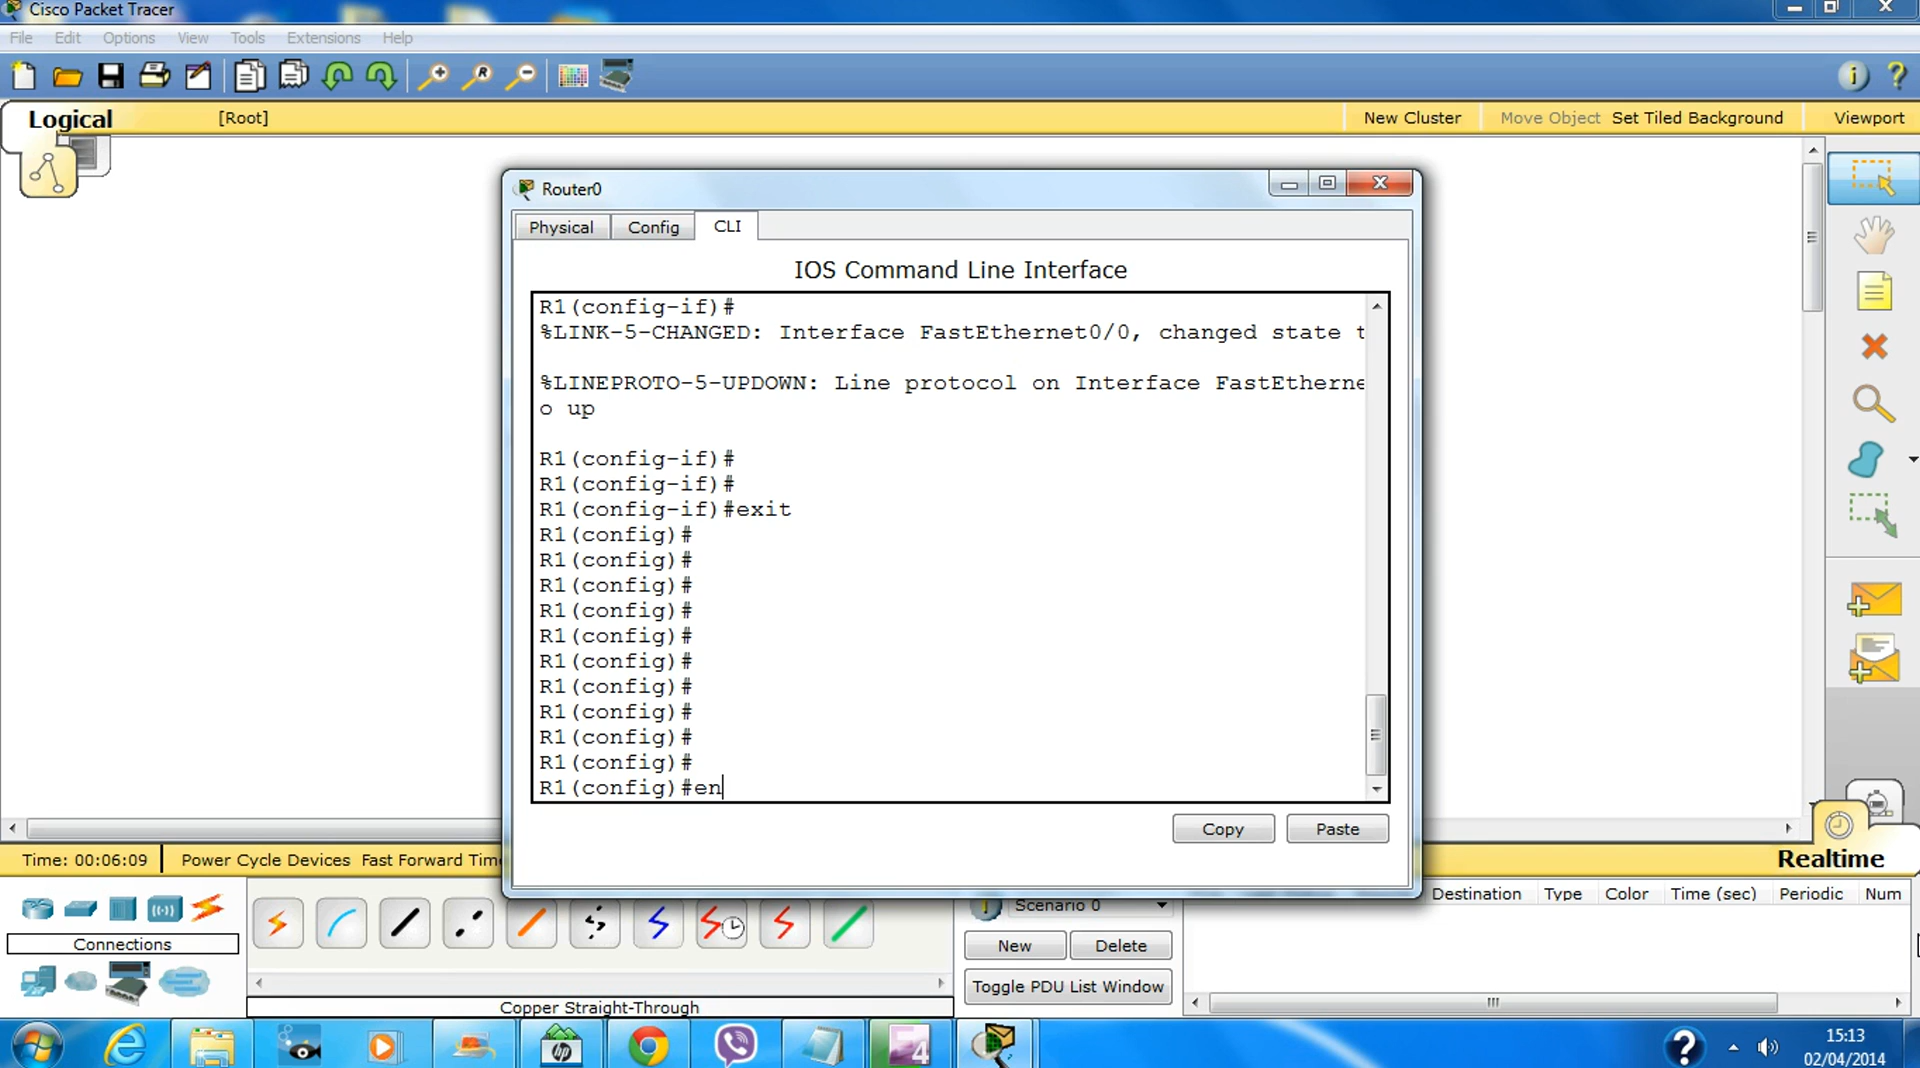 Cisco Packet Tracer
File Edit Options View Tools Extensions Help
Logical [Root] New Cluster Move Object Set Tiled Background Viewport
Router0
Physical Config CLI
IOS Command Line Interface
R1(config-if)#
%LINK-5-CHANGED: Interface FastEthernet0/0, changed state t
%LINEPROTO-5-UPDOWN: Line protocol on Interface FastEtherne
o up
R1(config-if)#
R1(config-if)#
R1(config-if)#exit
R1(config)#
R1(config)#
R1(config)#
R1(config)#
R1(config)#
R1(config)#
R1(config)#
R1(config)#
R1(config)#
R1(config)#
R1(config)#en
Copy Paste
Time: 00:06:09 Power Cycle Devices Fast Forward Tim
Realtime
Scenario 0 Destination Type Color Time (sec) Periodic Num
Connections
New Delete
Toggle PDU List Window
Copper Straight-Through
15:13
02/04/2014